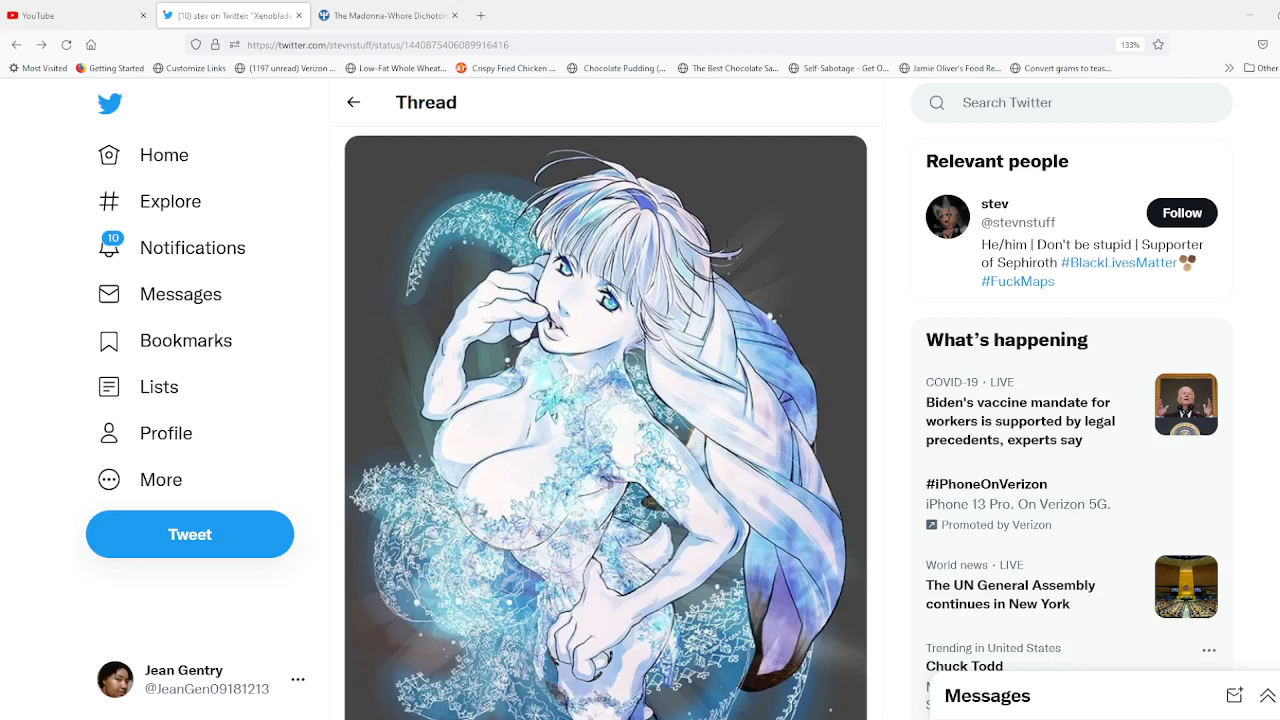 YouTube
(10) stev on Twitter: "Xenoblade
The Madonna-Whore Dichotom
https://twitter.com/stevnstuff/status/1440875406089916416
133%
Most Visited
Getting Started
Customize Links
(1197 unread) Verizon ...
Low-Fat Whole Wheat...
Crispy Fried Chicken ...
Chocolate Pudding (...
The Best Chocolate Sa...
Self-Sabotage - Get O...
Jamie Oliver's Food Re...
Convert grams to teas...
Other
Home
Explore
10
Notifications
Messages
Bookmarks
Lists
Profile
More
Tweet
Jean Gentry
@JeanGen09181213
Thread
Search Twitter
Relevant people
stev
@stevnstuff
Follow
He/him | Don't be stupid | Supporter
of Sephiroth #BlackLivesMatter
#FuckMaps
What's happening
COVID-19 · LIVE
Biden's vaccine mandate for
workers is supported by legal
precedents, experts say
#iPhoneOnVerizon
iPhone 13 Pro. On Verizon 5G.
Promoted by Verizon
World news · LIVE
The UN General Assembly
continues in New York
Trending in United States
Chuck Todd
Messages